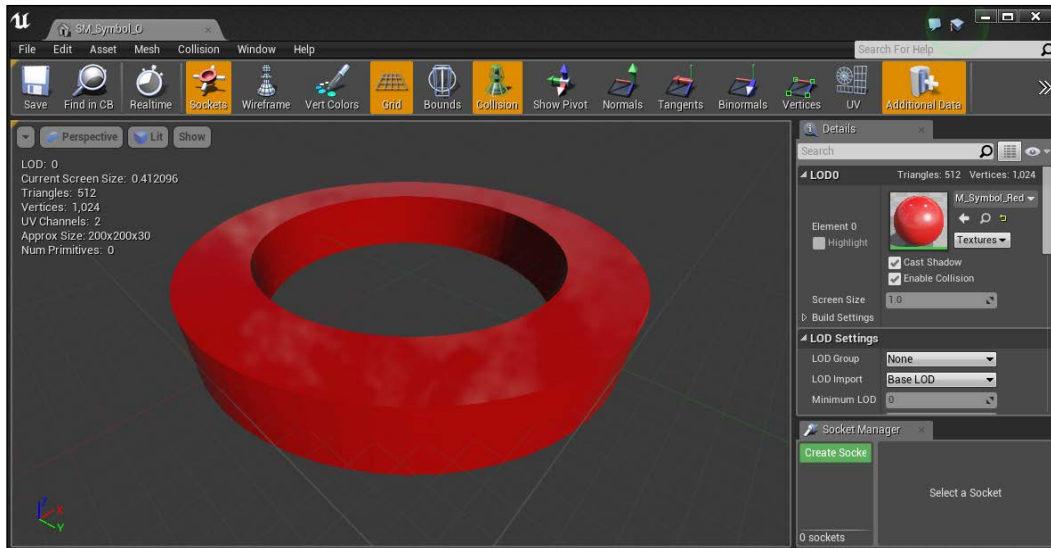 SM_Symbol_0
File Edit Asset Mesh Collision Window Help
Search For Help
Save Find in CB Realtime Sockets Wireframe Vert Colors Grid Bounds Collision Show Pivot Normals Tangents Binormals Vertices UV Additional Data
Perspective Lit Show
LOD: 0
Current Screen Size: 0.412096
Triangles: 512
Vertices: 1,024
UV Channels: 2
Approx Size: 200x200x30
Num Primitives: 0
X
Y
Details
Search
LOD0 Triangles: 512 Vertices: 1,024
Element 0
Highlight
M_Symbol_Red
Textures
Cast Shadow
Enable Collision
Screen Size 1.0
Build Settings
LOD Settings
LOD Group None
LOD Import Base LOD
Minimum LOD 0
Socket Manager
Create Socke
Select a Socket
0 sockets